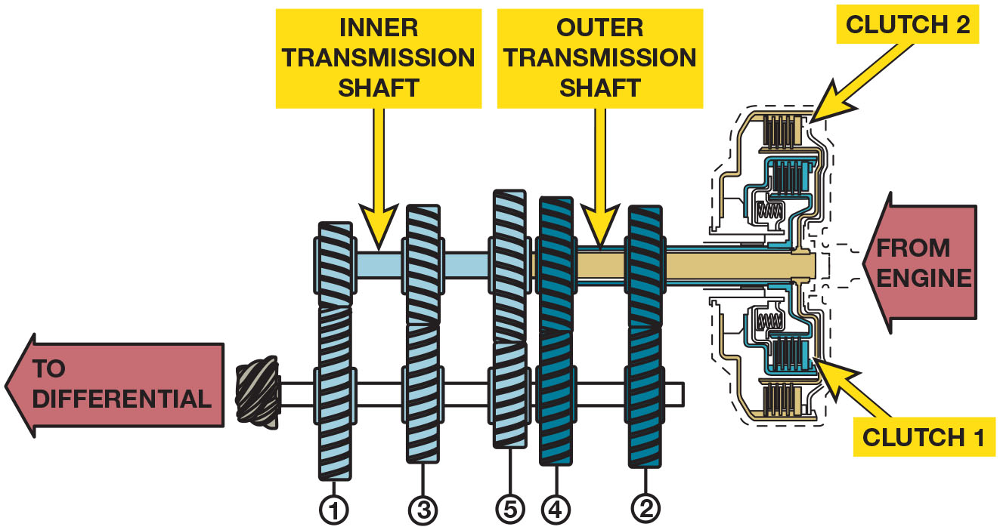 INNER
TRANSMISSION
SHAFT
OUTER
TRANSMISSION
SHAFT
CLUTCH 2
FROM
ENGINE
TO
DIFFERENTIAL
CLUTCH 1
1
3
5
4
2